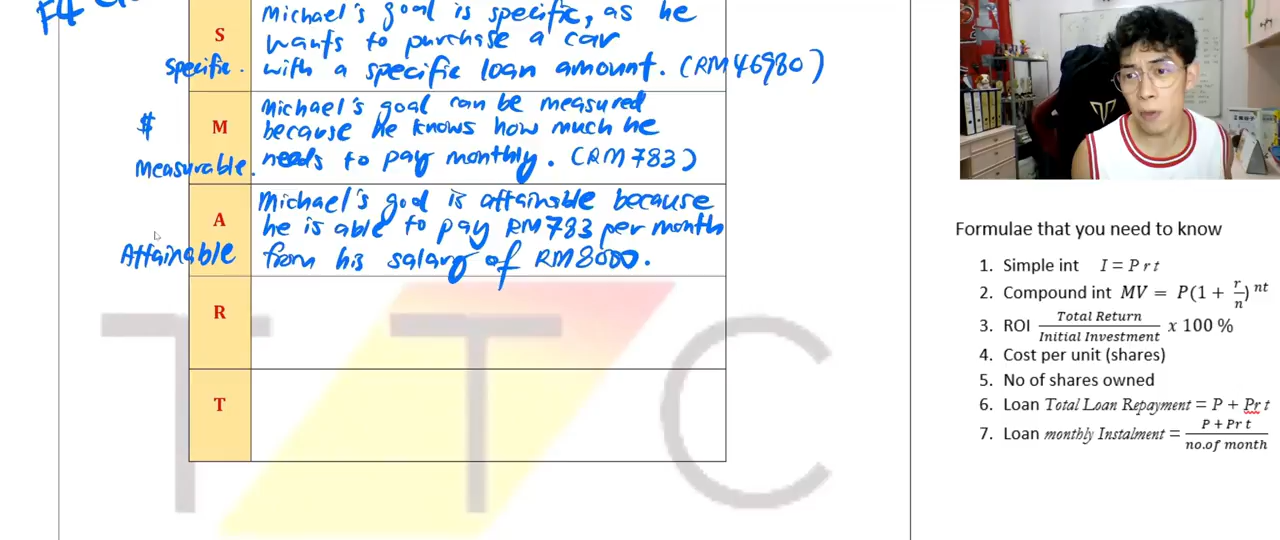 F4
S
Specific.
Michael's goal is specific, as he
wants to purchase a car
with a specific loan amount. (RM46980)
$
M
Measurable.
Michael's goal can be measured
because he knows how much he
needs to pay monthly. (RM783)
A
Attainable
Michael's goal is attainable because
he is able to pay RM783 per month
from his salary of RM8000.
R
T
TTC
Formulae that you need to know
1. Simple int I = P r t
2. Compound int MV = P(1 + r/n) nt
3. ROI Total Return/Initial Investment x 100 %
4. Cost per unit (shares)
5. No of shares owned
6. Loan Total Loan Repayment = P + Pr t
7. Loan monthly Instalment = P + Pr t/no.of month